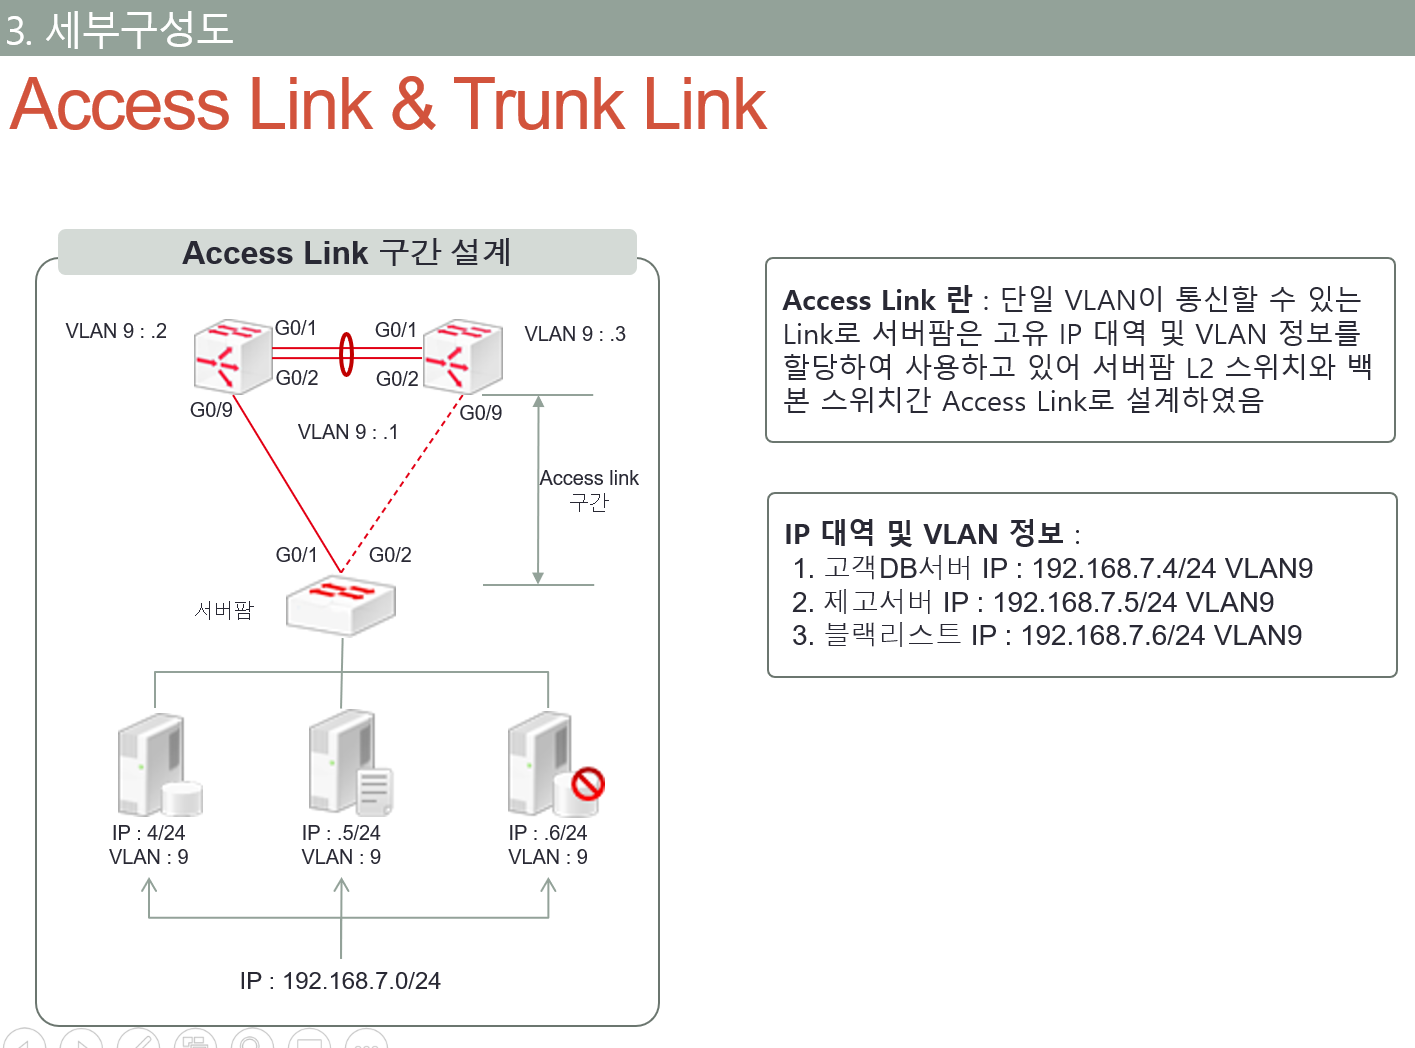 3. 세부구성도
Access Link & Trunk Link
Access Link 구간 설계
VLAN 9 : .2
G0/1
G0/1
VLAN 9 : .3
G0/2
G0/2
G0/9
G0/9
VLAN 9 : .1
Access link
구간
G0/1
G0/2
서버팜
IP : 4/24
VLAN : 9
IP : .5/24
VLAN : 9
IP : .6/24
VLAN : 9
IP : 192.168.7.0/24
Access Link 란 : 단일 VLAN이 통신할 수 있는
Link로 서버팜은 고유 IP 대역 및 VLAN 정보를
할당하여 사용하고 있어 서버팜 L2 스위치와 백
본 스위치간 Access Link로 설계하였음
IP 대역 및 VLAN 정보 :
1. 고객DB서버 IP : 192.168.7.4/24 VLAN9
2. 제고서버 IP : 192.168.7.5/24 VLAN9
3. 블랙리스트 IP : 192.168.7.6/24 VLAN9